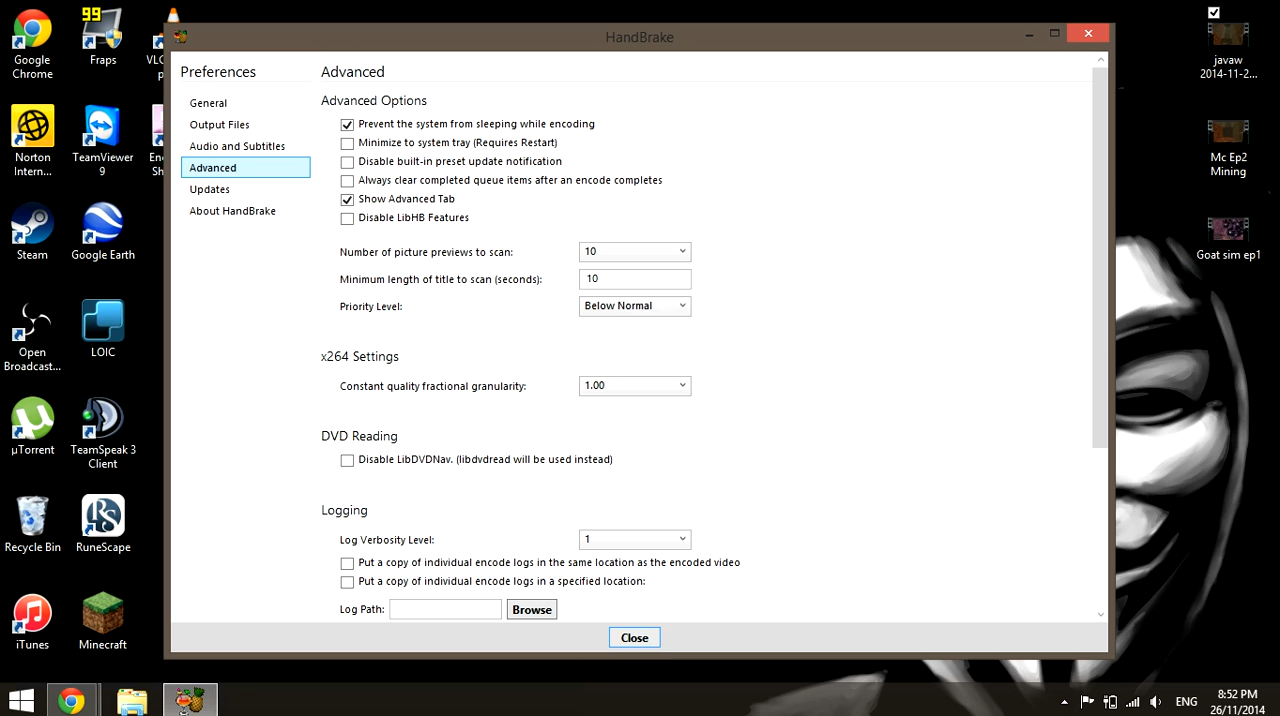 99
Google
Chrome
Fraps
VLC
p
Norton
Intern...
TeamViewer
9
En
Sh
Steam
Google Earth
Open
Broadcast...
LOIC
µTorrent
TeamSpeak 3
Client
Recycle Bin
RuneScape
iTunes
Minecraft
HandBrake
Preferences
General
Output Files
Audio and Subtitles
Advanced
Updates
About HandBrake
Advanced
Advanced Options
Prevent the system from sleeping while encoding
Minimize to system tray (Requires Restart)
Disable built-in preset update notification
Always clear completed queue items after an encode completes
Show Advanced Tab
Disable LibHB Features
Number of picture previews to scan: 10
Minimum length of title to scan (seconds): 10
Priority Level: Below Normal
x264 Settings
Constant quality fractional granularity: 1.00
DVD Reading
Disable LibDVDNav. (libdvdread will be used instead)
Logging
Log Verbosity Level: 1
Put a copy of individual encode logs in the same location as the encoded video
Put a copy of individual encode logs in a specified location:
Log Path: Browse
Close
javaw
2014-11-2...
Mc Ep2
Mining
Goat sim ep1
ENG
8:52 PM
26/11/2014